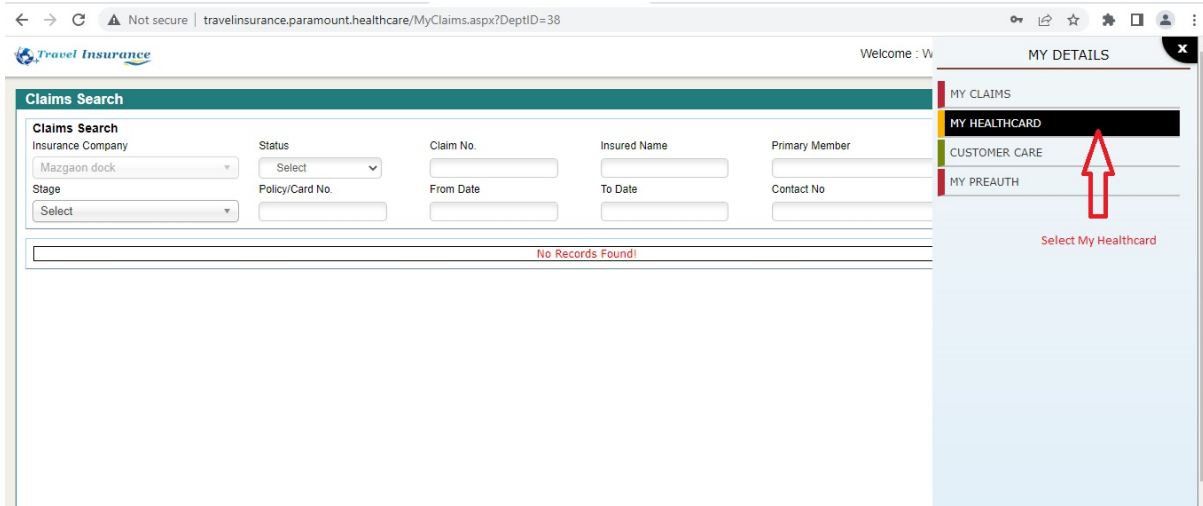 Not secure | travelinsurance.paramount.healthcare/MyClaims.aspx?DeptID=38
Travel Insurance
Welcome : W
MY DETAILS
x
Claims Search
MY CLAIMS
MY HEALTHCARD
CUSTOMER CARE
MY PREAUTH
Select My Healthcard
Claims Search
Insurance Company Status Claim No. Insured Name Primary Member
Mazgaon dock Select
Stage Policy/Card No. From Date To Date Contact No
Select
No Records Found!